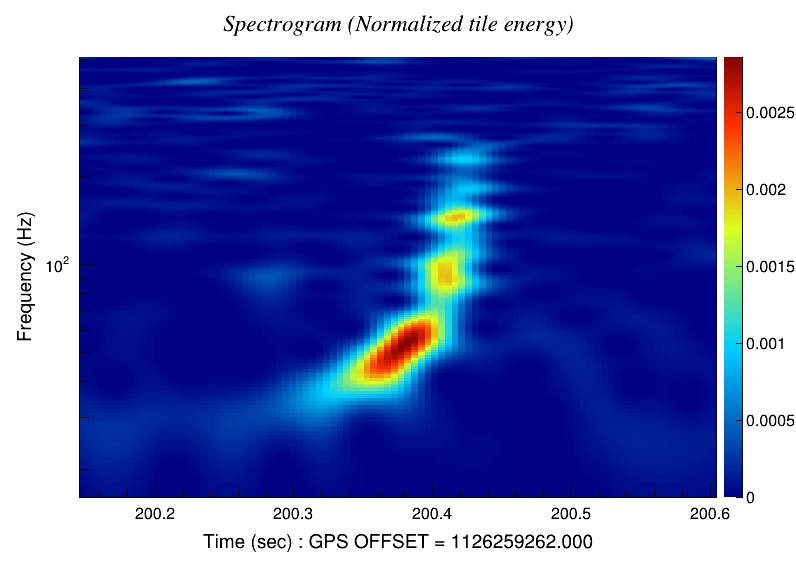 Spectrogram (Normalized tile energy)
0.0025
0.002
0.0015
0.001
0.0005
0
Frequency (Hz)
10²
200.2 200.3 200.4 200.5 200.6
Time (sec) : GPS OFFSET = 1126259262.000